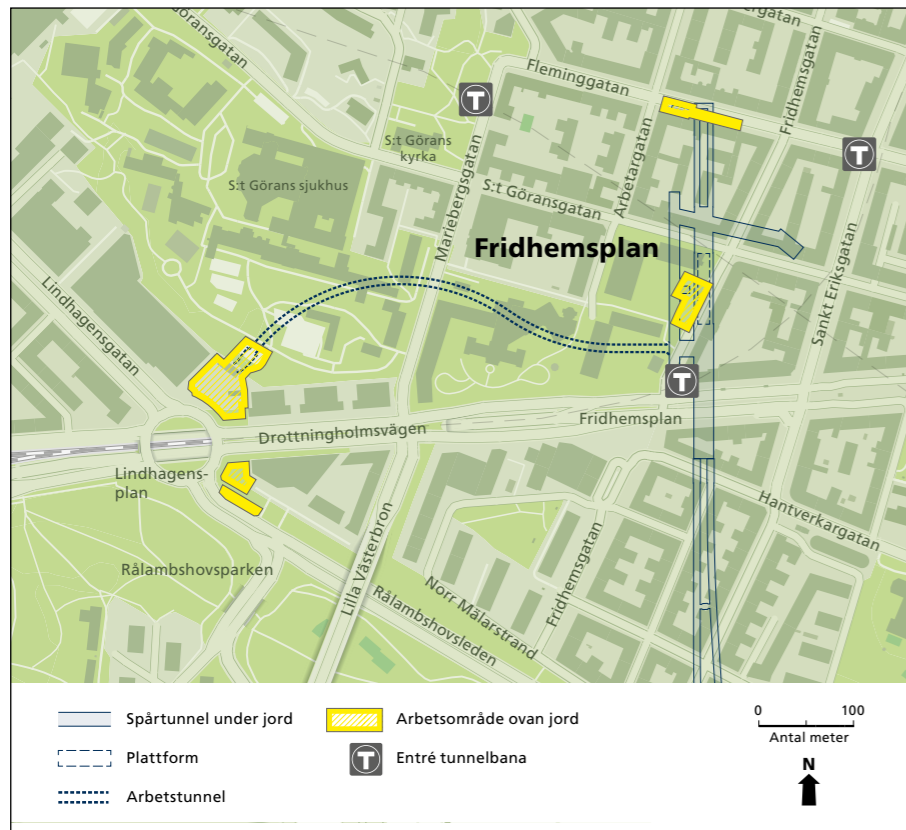 Göransgatan
Fleminggatan
ergatan
Fridhemsgatan
T
T
S:t Görans
kyrka
Arbetargatan
S:t Görans sjukhus
Mariebergsgatan
S:t Göransgatan
Fridhemsplan
Sankt Eriksgatan
Lindhagensgatan
T
Fridhemsplan
Drottningholmsvägen
Lindhagens-
plan
Hantverkargatan
Lilla Västerbron
Fridhemsgatan
Rålambshovsparken
Norr Mälarstrand
Rålambshovsleden
Spårtunnel under jord
Plattform
Arbetstunnel
Arbetsområde ovan jord
T Entré tunnelbana
0 100
Antal meter
N